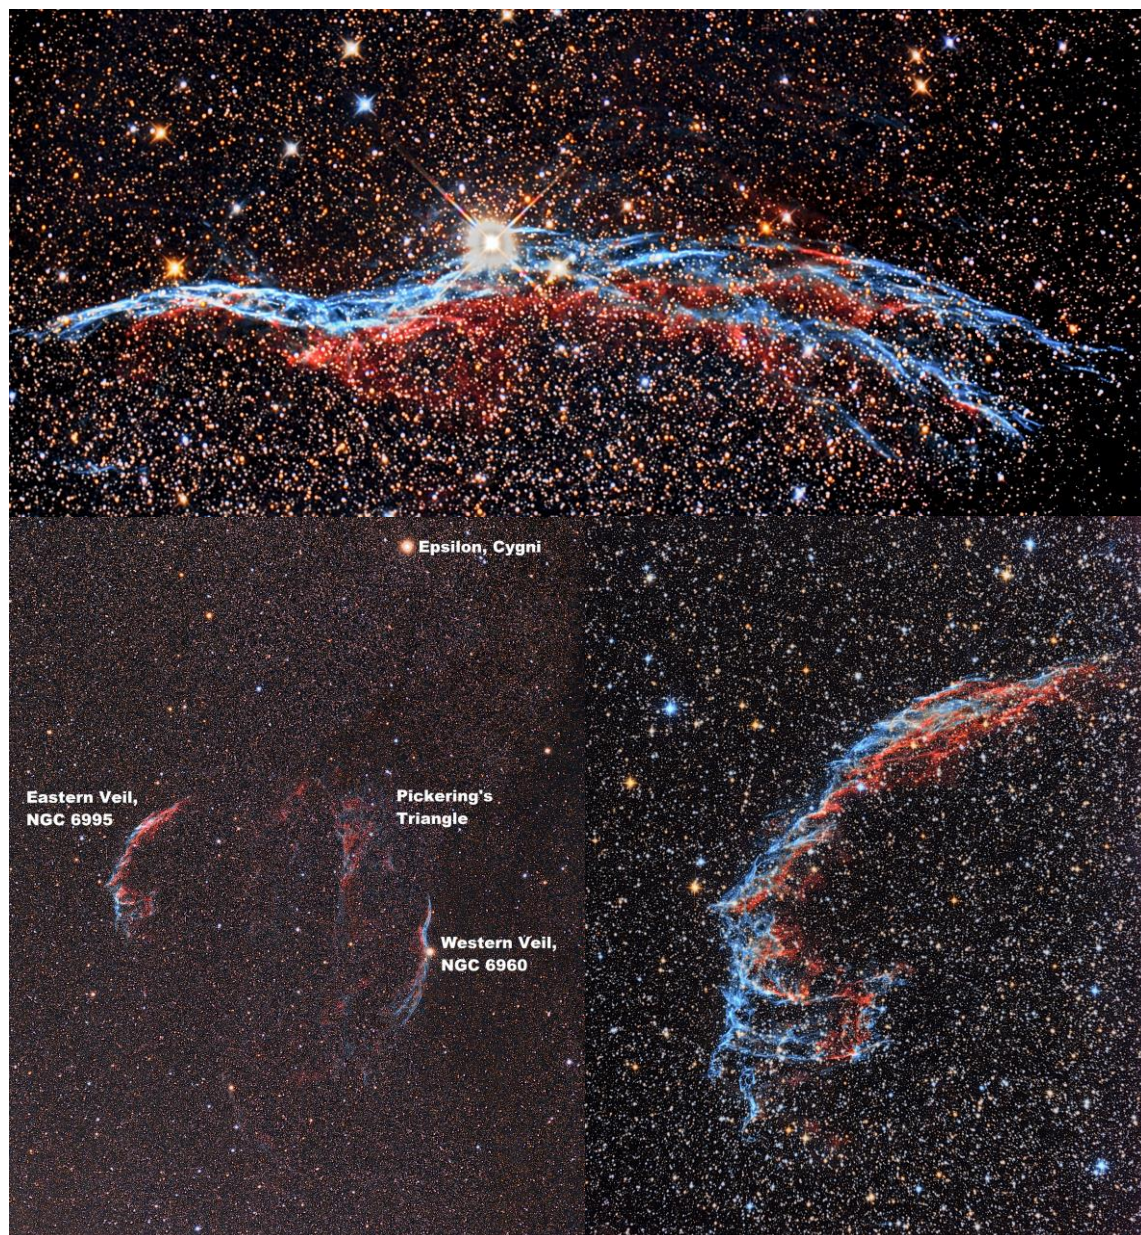 Epsilon, Cygni
Eastern Veil,
NGC 6995
Pickering's
Triangle
Western Veil,
NGC 6960